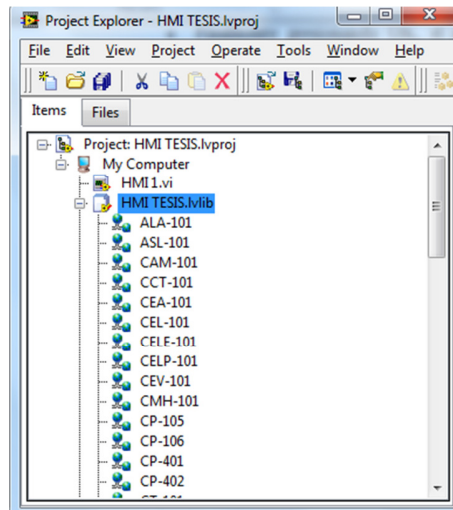 Project Explorer - HMI TESIS.lvproj
File Edit View Project Operate Tools Window Help
Items Files
Project: HMI TESIS.lvproj
My Computer
HMI 1.vi
HMI TESIS.lvlib
ALA-101
ASL-101
CAM-101
CCT-101
CEA-101
CEL-101
CELE-101
CELP-101
CEV-101
CMH-101
CP-105
CP-106
CP-401
CP-402